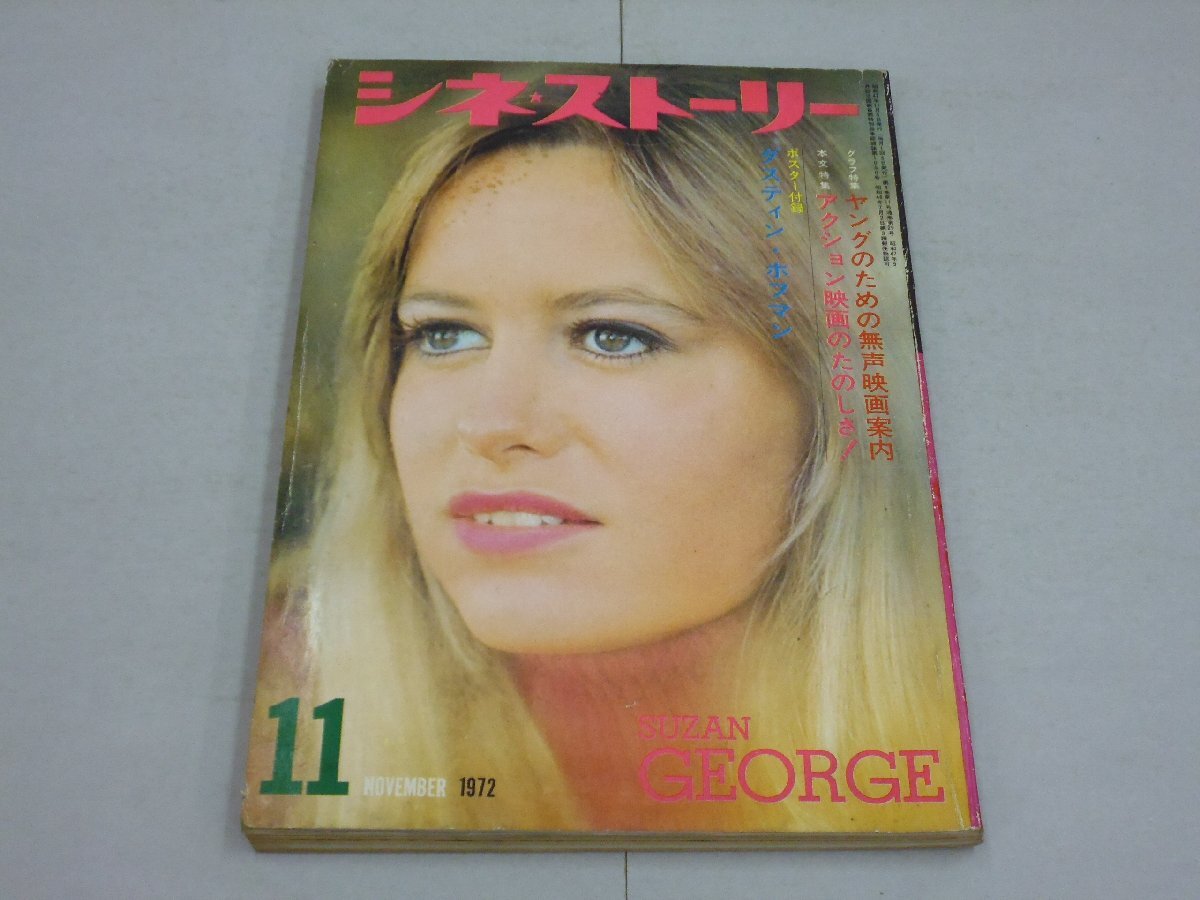 シネ★ストーリー
グラフ特集 ヤングのための無声映画案内
本文特集 アクション映画のたのしさ!
ポスター付録
ダスティン・ホフマン
11
NOVEMBER 1972
SUZAN
GEORGE